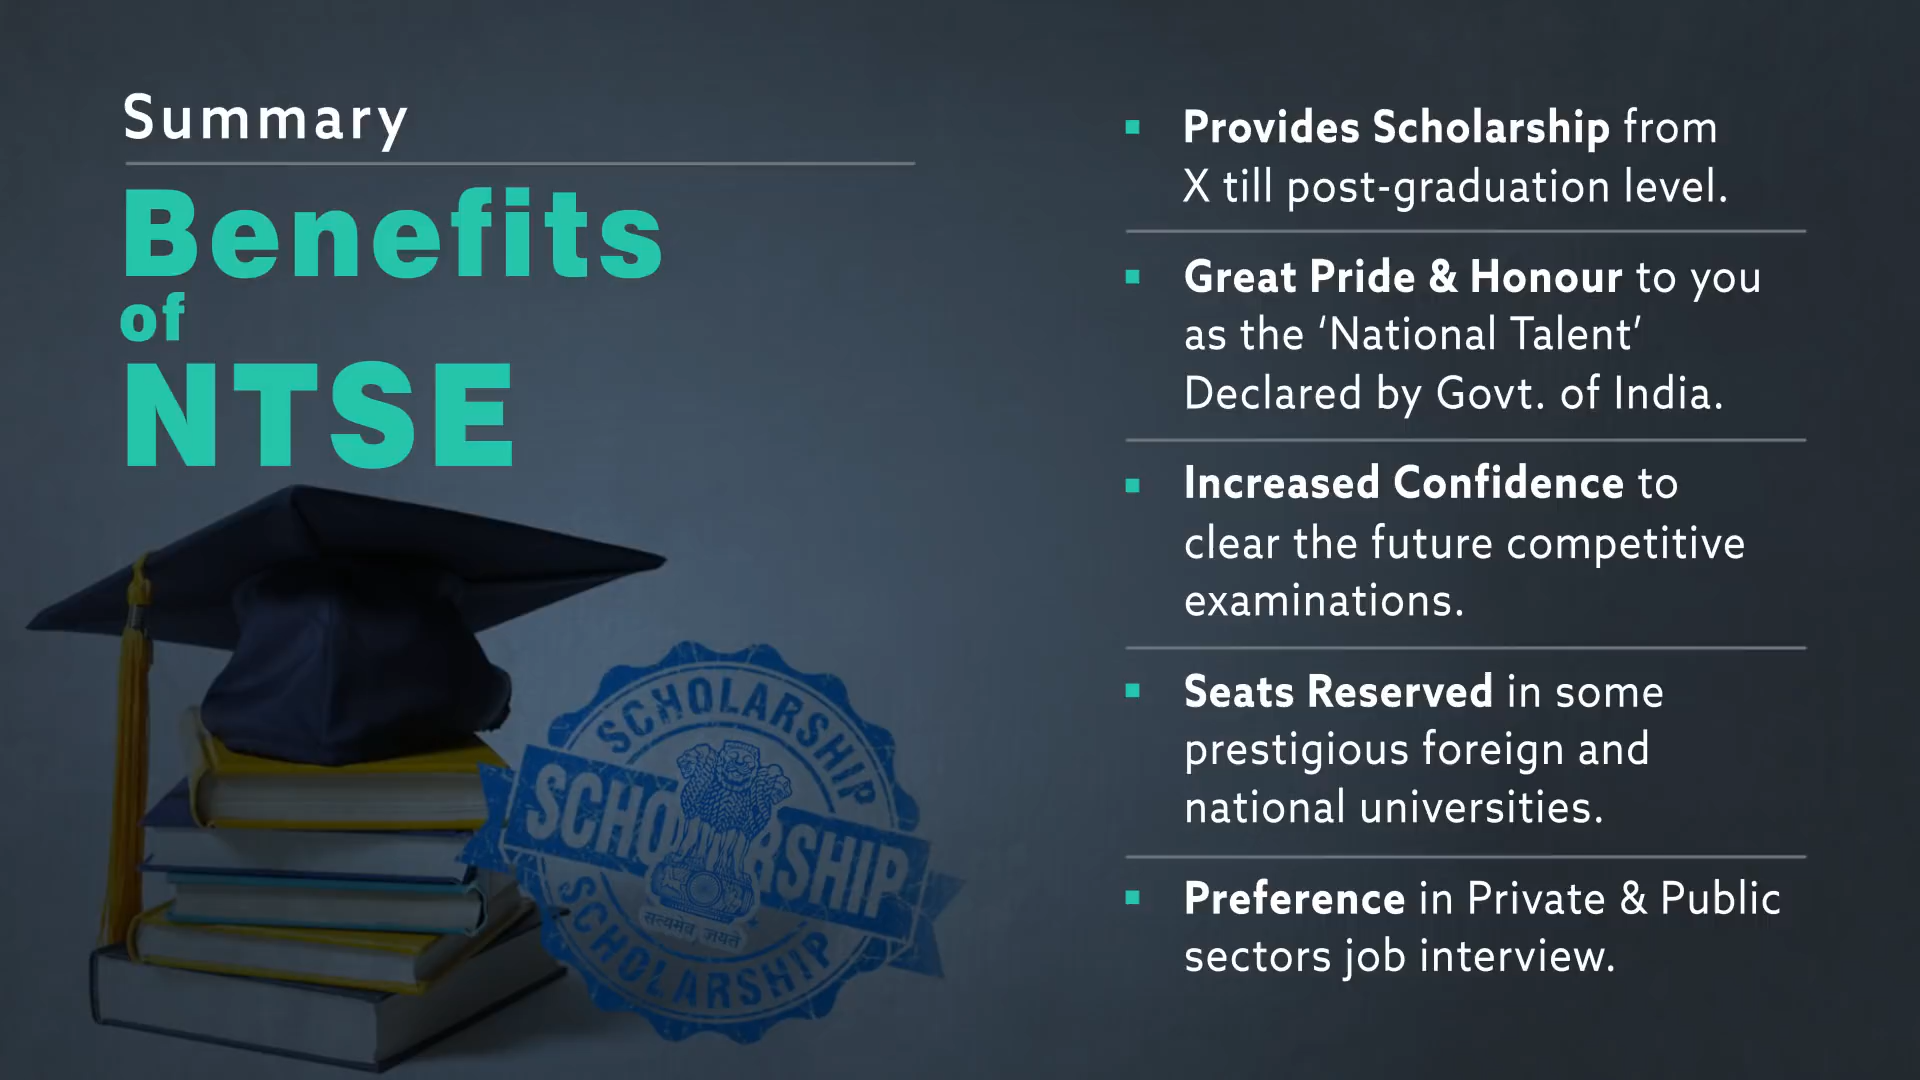 Summary
Benefits
of
NTSE
SCHOLARSHIP
SCHO RSHIP
सत्यमेव जयते
SCHOLARSHIP
Provides Scholarship from
X till post-graduation level.
Great Pride & Honour to you
as the ‘National Talent’
Declared by Govt. of India.
Increased Confidence to
clear the future competitive
examinations.
Seats Reserved in some
prestigious foreign and
national universities.
Preference in Private & Public
sectors job interview.